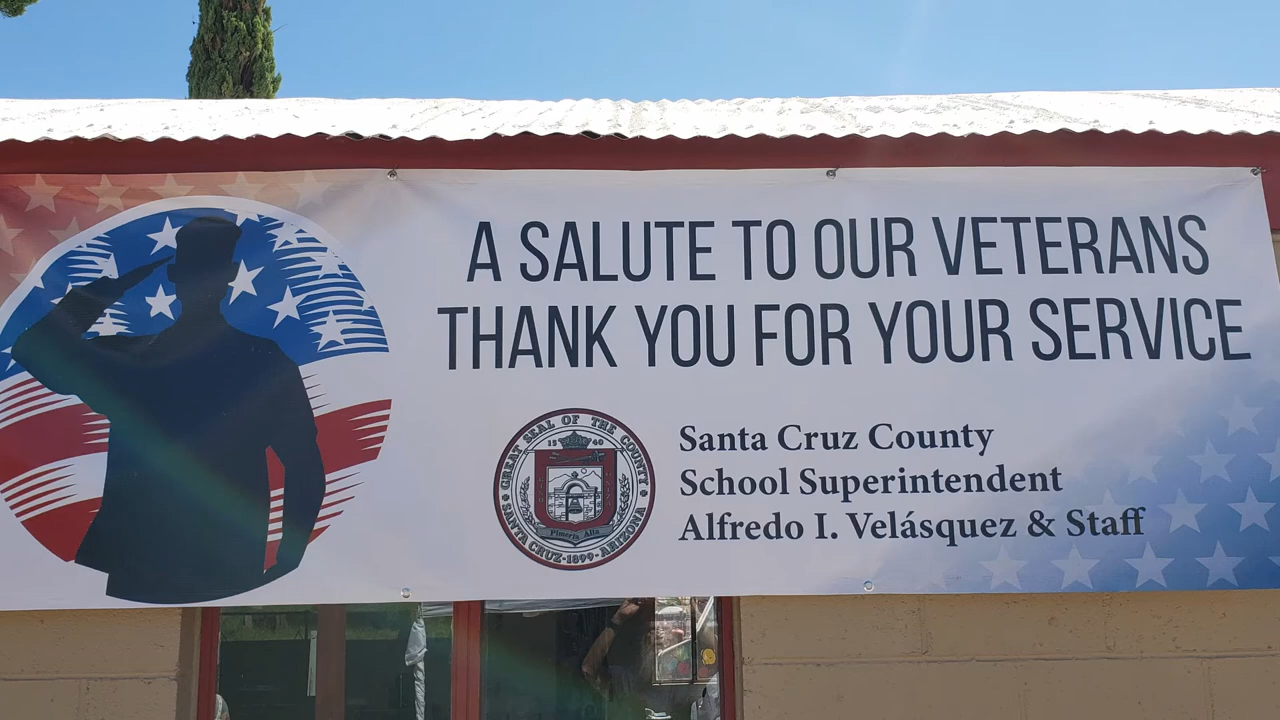 A SALUTE TO OUR VETERANS
THANK YOU FOR YOUR SERVICE
GREAT SEAL OF THE COUNTY
1540
Pimeria Alta
SANTA CRUZ-1899-ARIZONA
Santa Cruz County
School Superintendent
Alfredo I. Velásquez & Staff